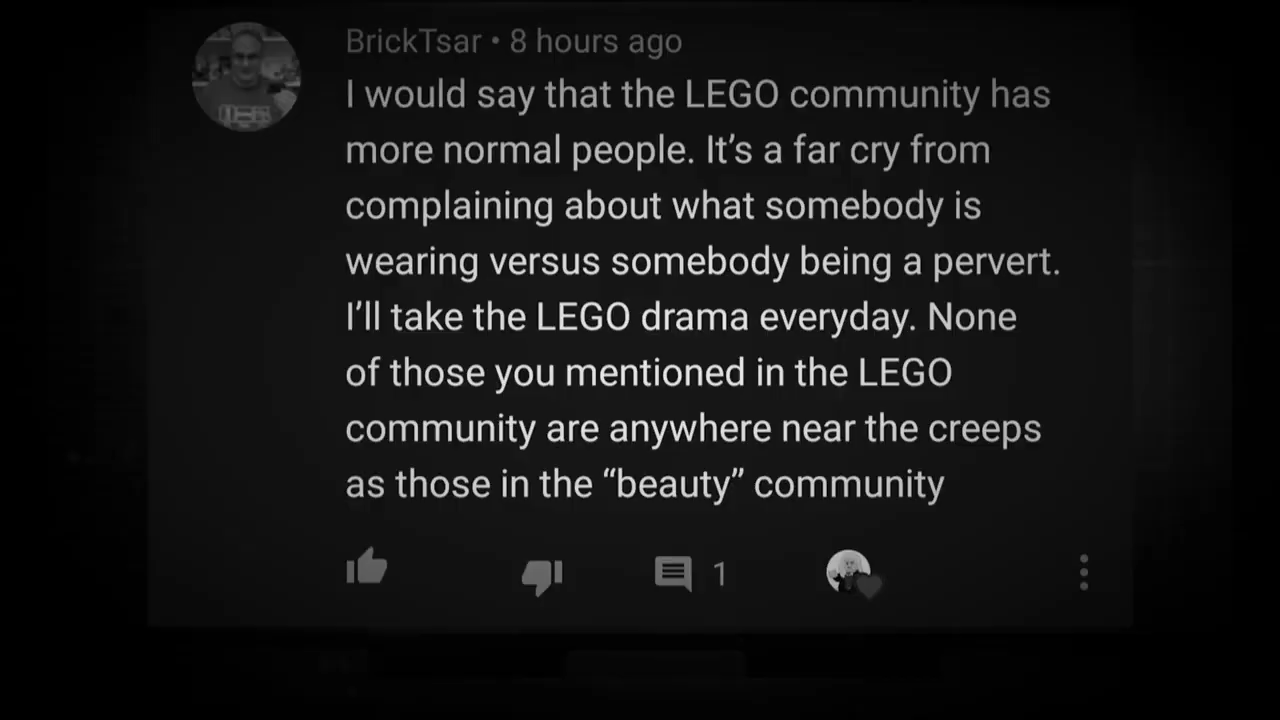 BrickTsar • 8 hours ago
I would say that the LEGO community has
more normal people. It’s a far cry from
complaining about what somebody is
wearing versus somebody being a pervert.
I’ll take the LEGO drama everyday. None
of those you mentioned in the LEGO
community are anywhere near the creeps
as those in the “beauty” community
1